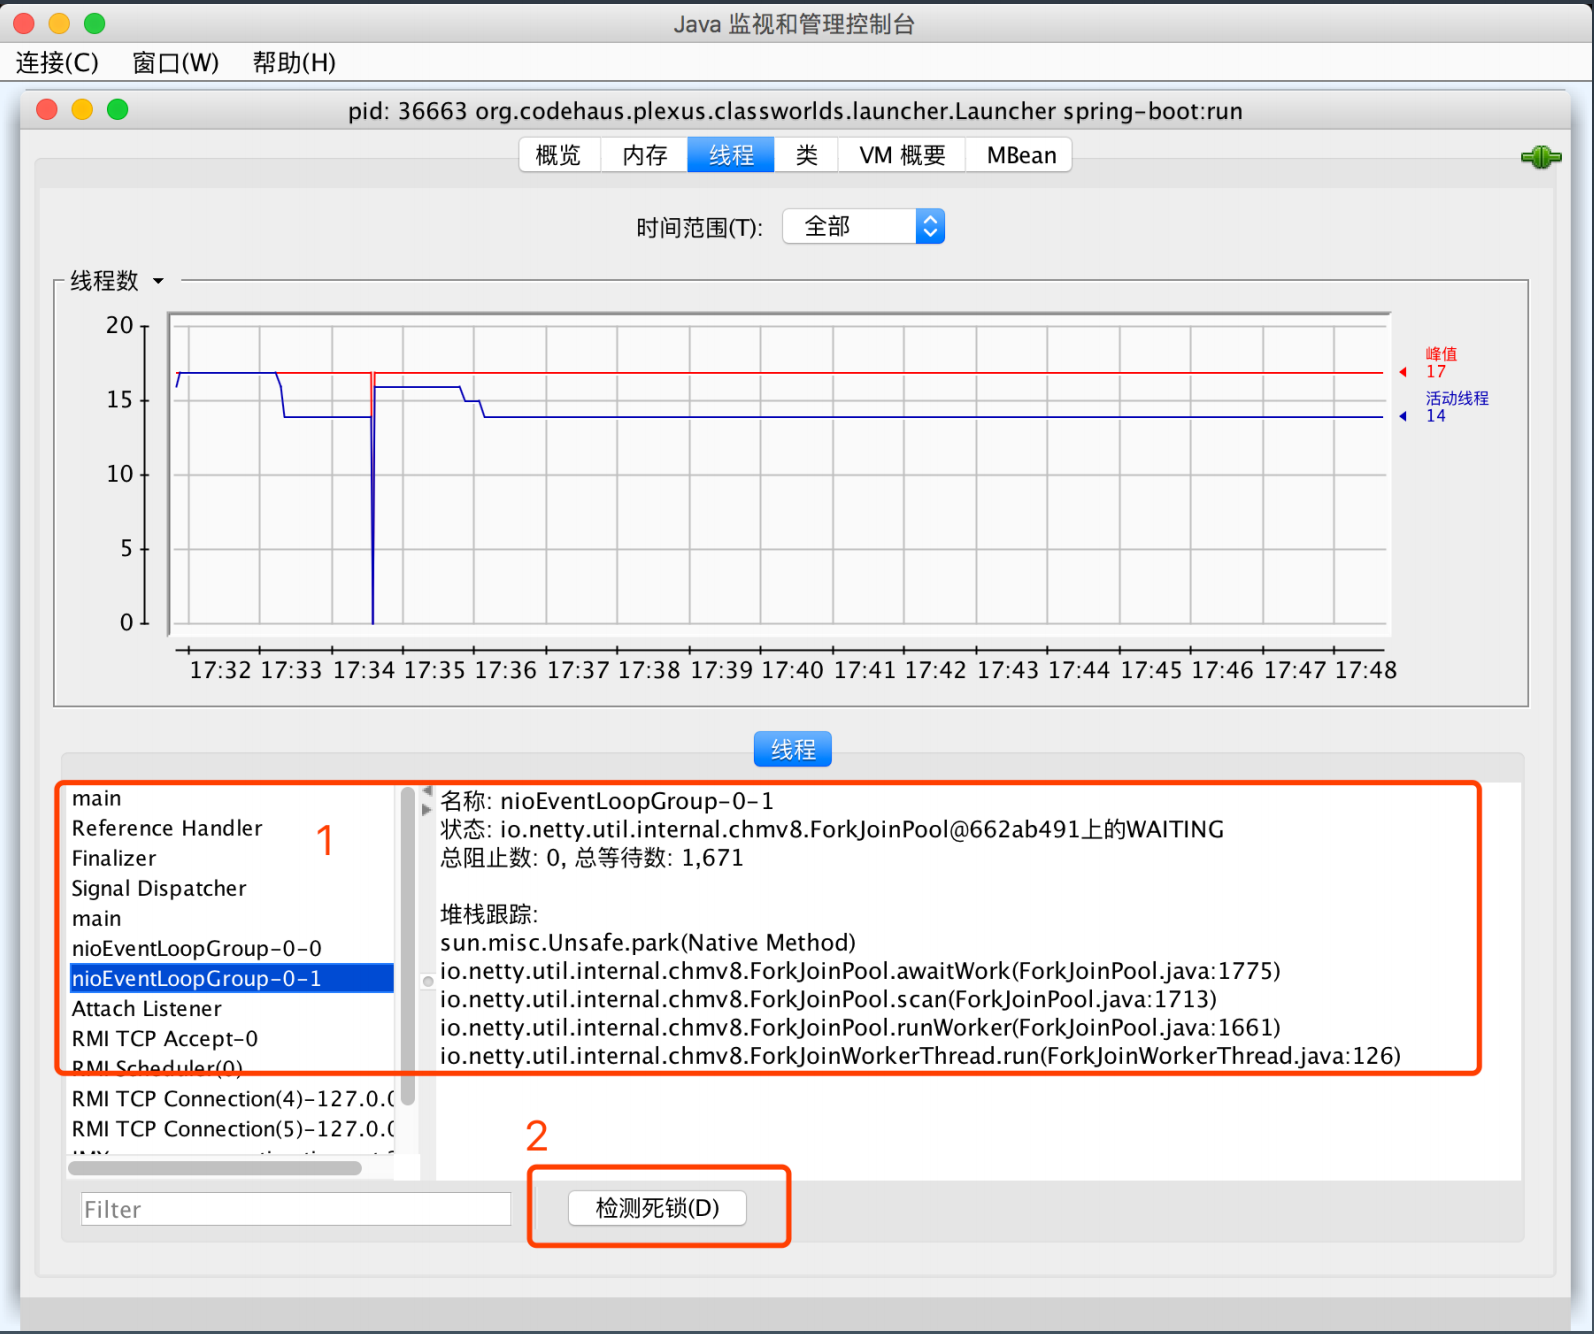 Java 监视和管理控制台
连接(C) 窗口(W) 帮助(H)
pid: 36663 org.codehaus.plexus.classworlds.launcher.Launcher spring-boot:run
概览 内存 线程 类 VM 概要 MBean
时间范围(T): 全部
线程数
20
15
10
5
0
峰值
17
活动线程
14
17:32 17:33 17:34 17:35 17:36 17:37 17:38 17:39 17:40 17:41 17:42 17:43 17:44 17:45 17:46 17:47 17:48
线程
main
Reference Handler
Finalizer
Signal Dispatcher
main
nioEventLoopGroup-0-0
nioEventLoopGroup-0-1
Attach Listener
RMI TCP Accept-0
RMI Scheduler(0)
RMI TCP Connection(4)-127.0.0
RMI TCP Connection(5)-127.0.0
1
名称: nioEventLoopGroup-0-1
状态: io.netty.util.internal.chmv8.ForkJoinPool@662ab491上的WAITING
总阻止数: 0, 总等待数: 1,671
堆栈跟踪:
sun.misc.Unsafe.park(Native Method)
io.netty.util.internal.chmv8.ForkJoinPool.awaitWork(ForkJoinPool.java:1775)
io.netty.util.internal.chmv8.ForkJoinPool.scan(ForkJoinPool.java:1713)
io.netty.util.internal.chmv8.ForkJoinPool.runWorker(ForkJoinPool.java:1661)
io.netty.util.internal.chmv8.ForkJoinWorkerThread.run(ForkJoinWorkerThread.java:126)
2
Filter
检测死锁(D)